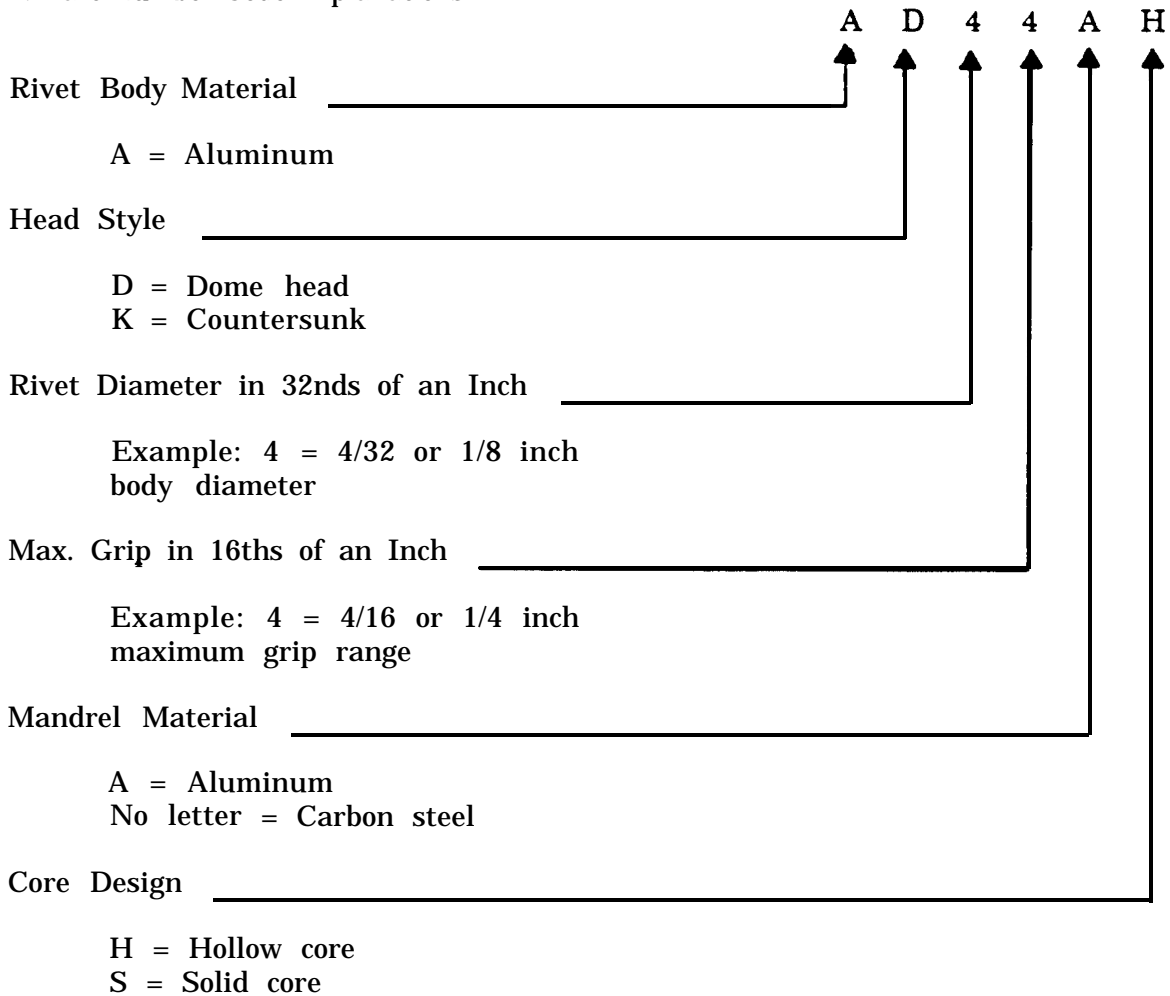 A D 4 4 A H
Rivet Body Material
A = Aluminum
Head Style
D = Dome head
K = Countersunk
Rivet Diameter in 32nds of an Inch
Example: 4 = 4/32 or 1/8 inch
body diameter
Max. Grip in 16ths of an Inch
Example: 4 = 4/16 or 1/4 inch
maximum grip range
Mandrel Material
A = Aluminum
No letter = Carbon steel
Core Design
H = Hollow core
S = Solid core